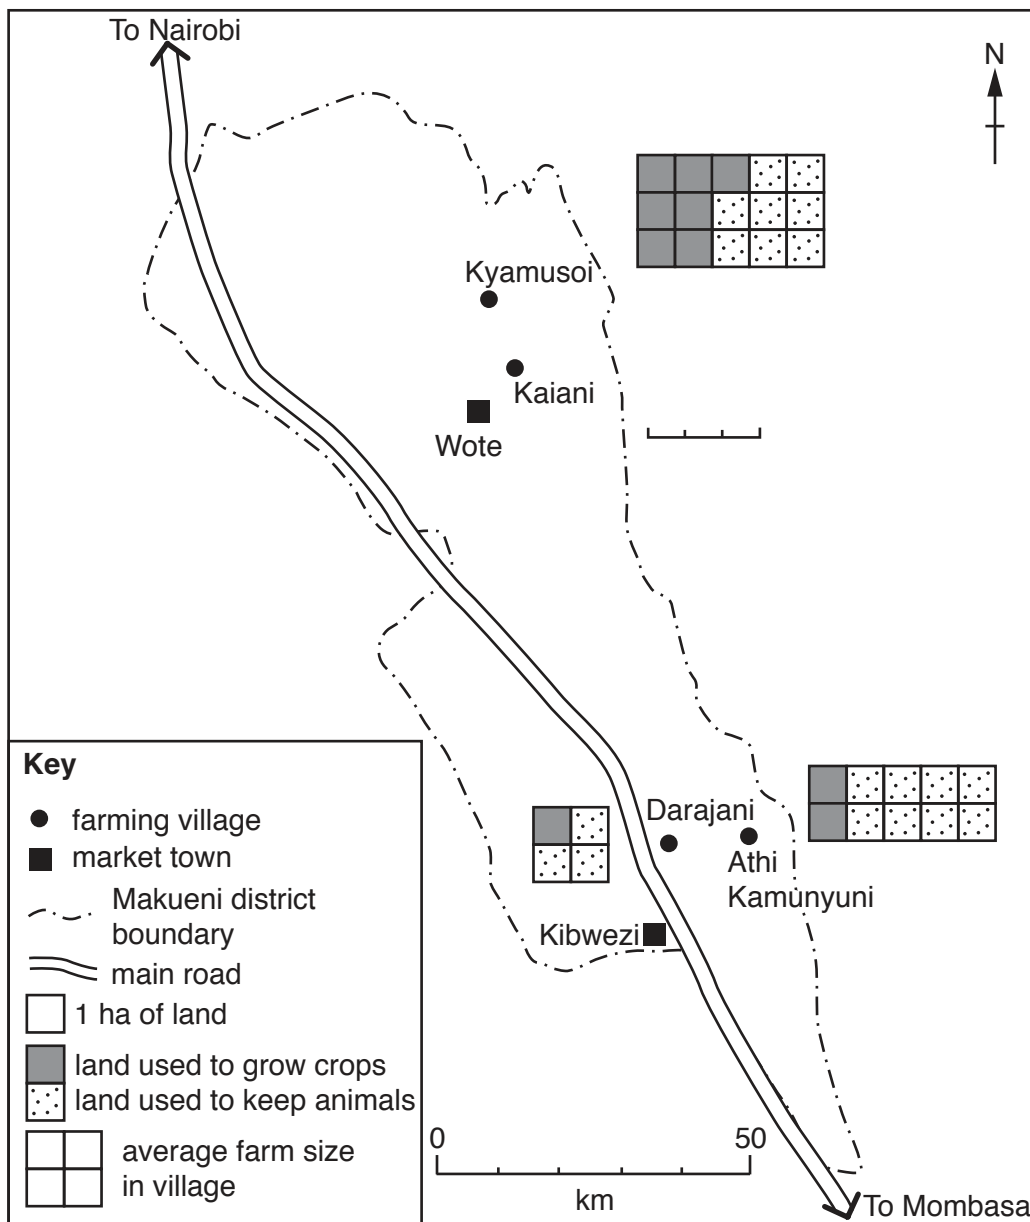 To Nairobi
N
Kyamusoi
Kaiani
Wote
Darajani
Athi
Kamunyuni
Kibwezi
Key
farming village
market town
Makueni district
boundary
main road
1 ha of land
land used to grow crops
land used to keep animals
average farm size
in village
0 50
km
To Mombasa